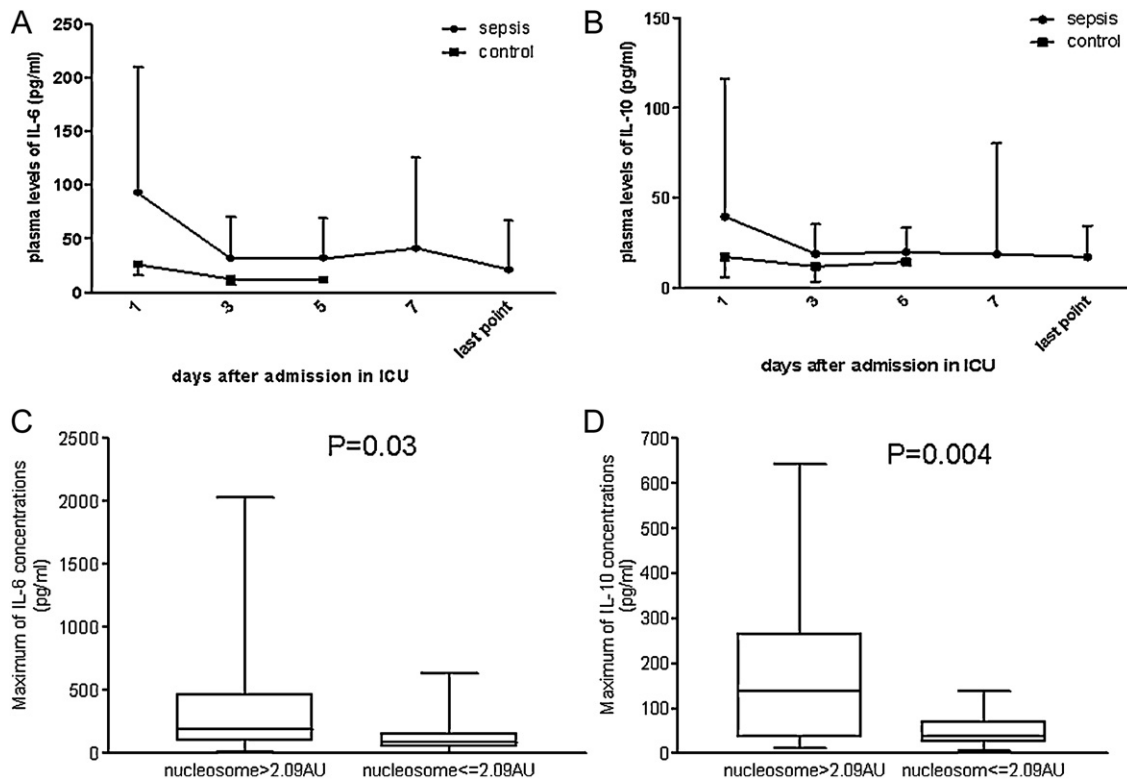 A
250
200
150
100
50
0
plasma levels of IL-6 (pg/ml)
sepsis
control
1
3
5
7
last point
days after admission in ICU
B
150
100
50
0
plasma levels of IL-10 (pg/ml)
sepsis
control
1
3
5
7
last point
days after admission in ICU
C
2500
2000
1500
1000
500
0
Maximum of IL-6 concentrations
(pg/ml)
P=0.03
nucleosome>2.09AU
nucleosome<=2.09AU
D
700
600
500
400
300
200
100
0
Maximum of IL-10 concentrations
(pg/ml)
P=0.004
nucleosome>2.09AU
nucleosom<=2.09AU